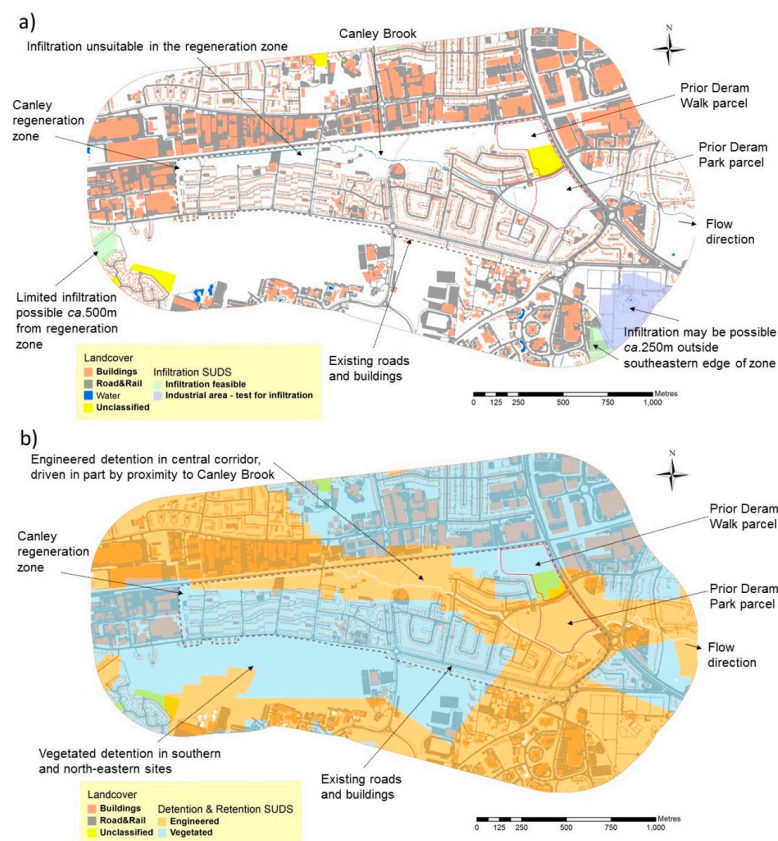 a)
Infiltration unsuitable in the regeneration zone
Canley Brook
N
Canley
regeneration
zone
Prior Deram
Walk parcel
Prior Deram
Park parcel
Flow
direction
Limited infiltration
possible ca.500m
from regeneration
zone
Existing roads
and buildings
Infiltration may be possible
ca.250m outside
southeastern edge of zone
Landcover
Buildings
Road&Rail
Water
Unclassified
Infiltration SUDS
Infiltration feasible
Industrial area - test for infiltration
Metres
0 125 250 500 750 1,000
b)
Engineered detention in central corridor,
driven in part by proximity to Canley Brook
N
Canley
regeneration
zone
Prior Deram
Walk parcel
Prior Deram
Park parcel
Flow
direction
Vegetated detention in southern
and north-eastern sites
Existing roads
and buildings
Landcover
Buildings
Road&Rail
Unclassified
Detention & Retention SUDS
Engineered
Vegetated
Metres
0 125 250 500 750 1,000